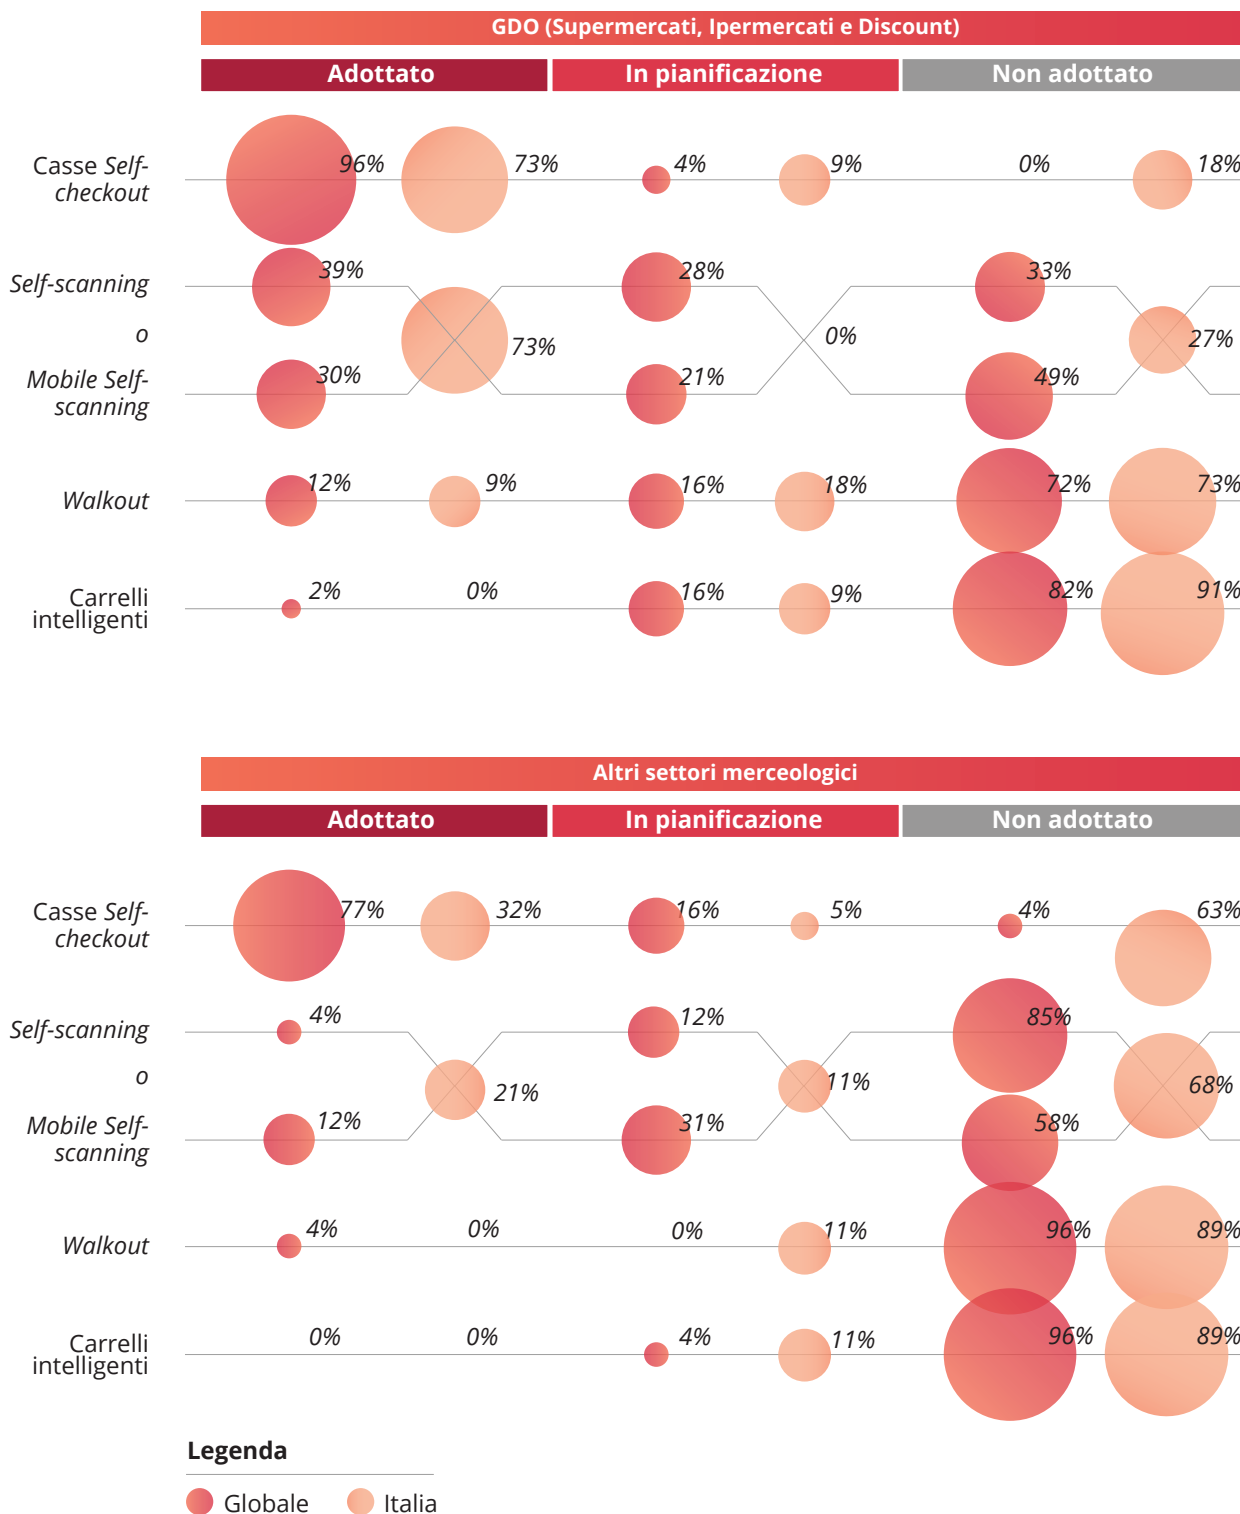 GDO (Supermercati, Ipermercati e Discount)
Adottato
In pianificazione
Non adottato
Casse Self-
checkout
96%
73%
4%
9%
0%
18%
Self-scanning
o
Mobile Self-
scanning
39%
73%
30%
28%
0%
21%
33%
27%
49%
Walkout
12%
9%
16%
18%
72%
73%
Carrelli
intelligenti
2%
0%
16%
9%
82%
91%
Altri settori merceologici
Adottato
In pianificazione
Non adottato
Casse Self-
checkout
77%
32%
16%
5%
4%
63%
Self-scanning
o
Mobile Self-
scanning
4%
21%
12%
12%
11%
31%
85%
68%
58%
Walkout
4%
0%
0%
11%
96%
89%
Carrelli
intelligenti
0%
0%
4%
11%
96%
89%
Legenda
Globale
Italia